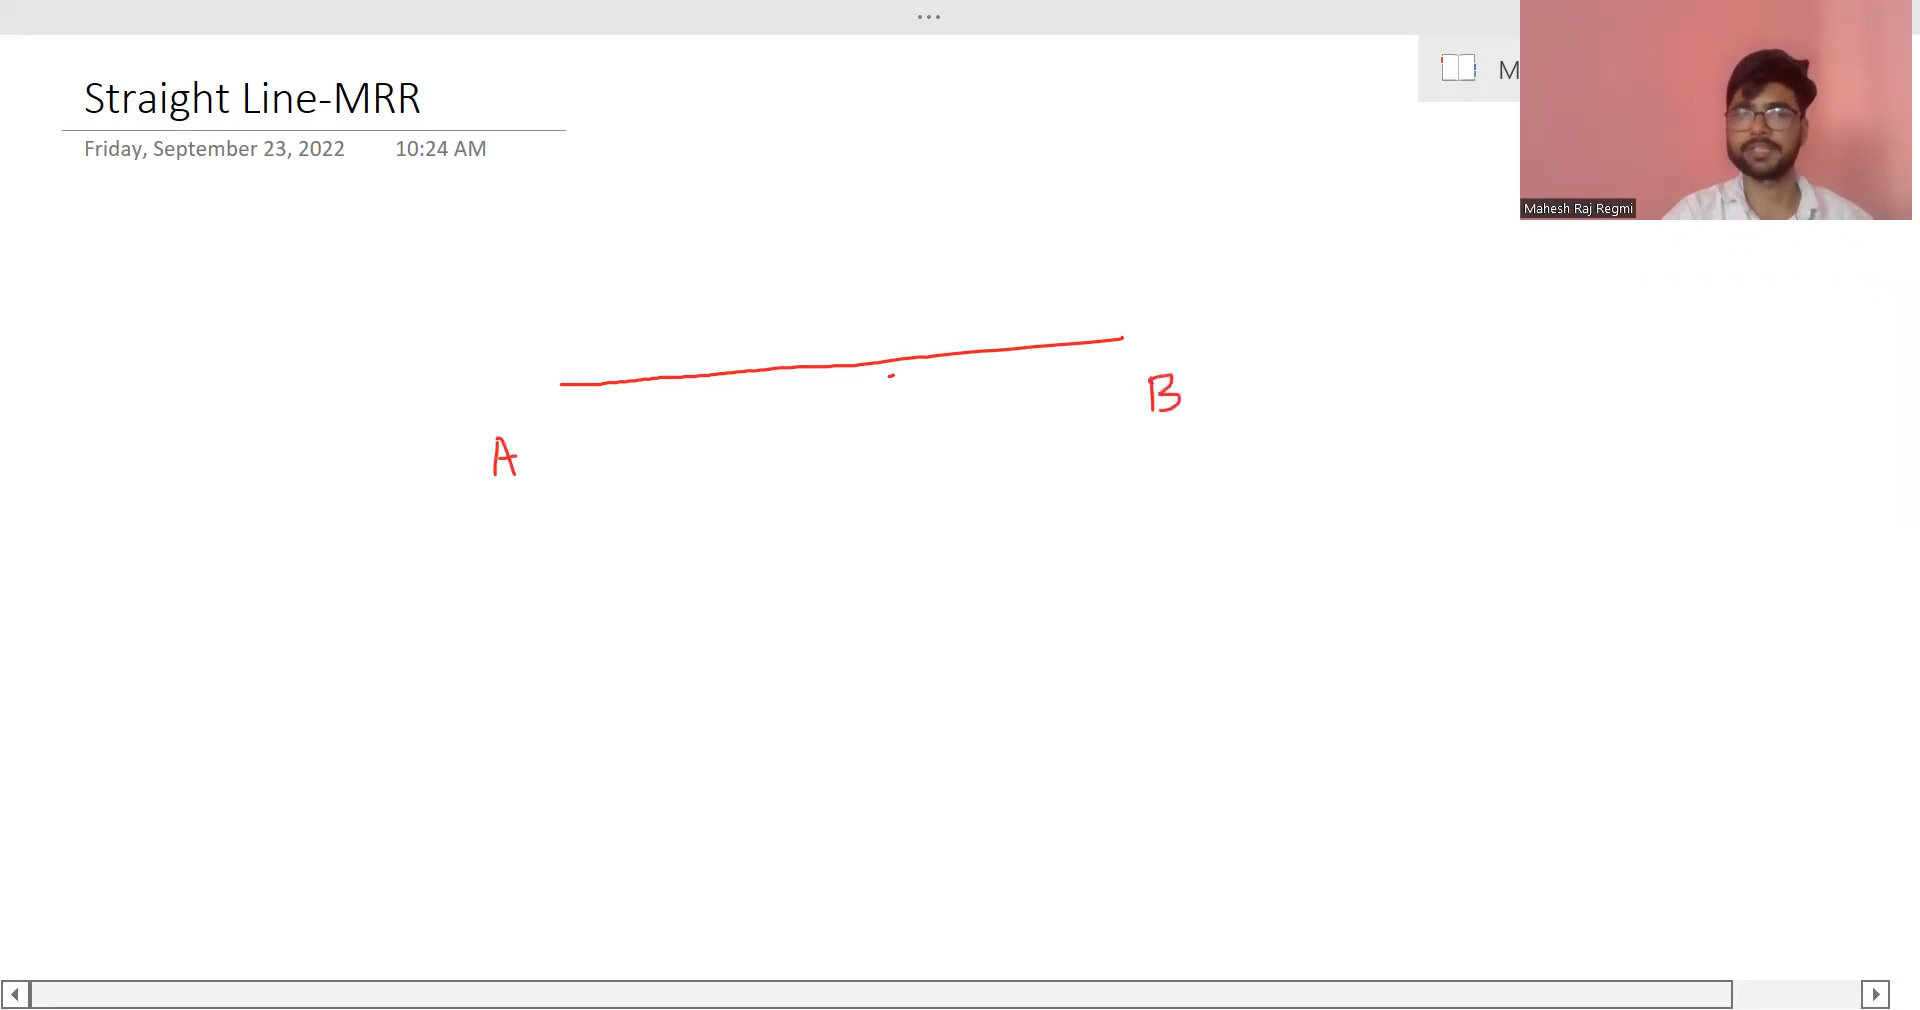 Straight Line-MRR
Friday, September 23, 2022 10:24 AM
M
Mahesh Raj Regmi
B
A